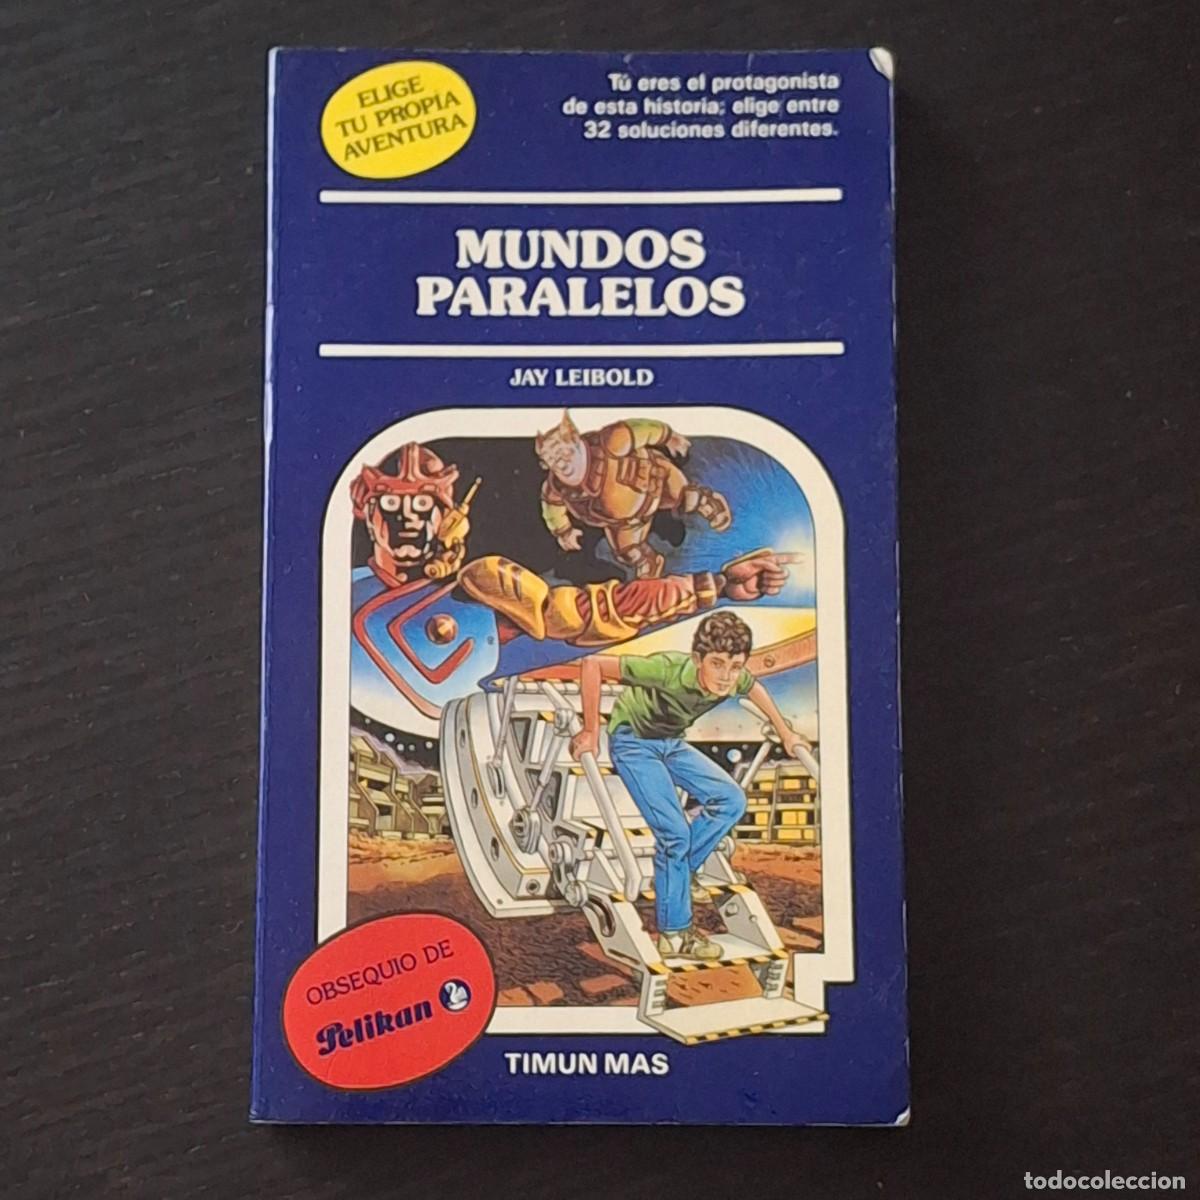 ELIGE
TU PROPIA
AVENTURA
Tú eres el protagonista
de esta historia; elige entre
32 soluciones diferentes.
MUNDOS
PARALELOS
JAY LEIBOLD
OBSEQUIO DE
Pelikan
TIMUN MAS
todocoleccion